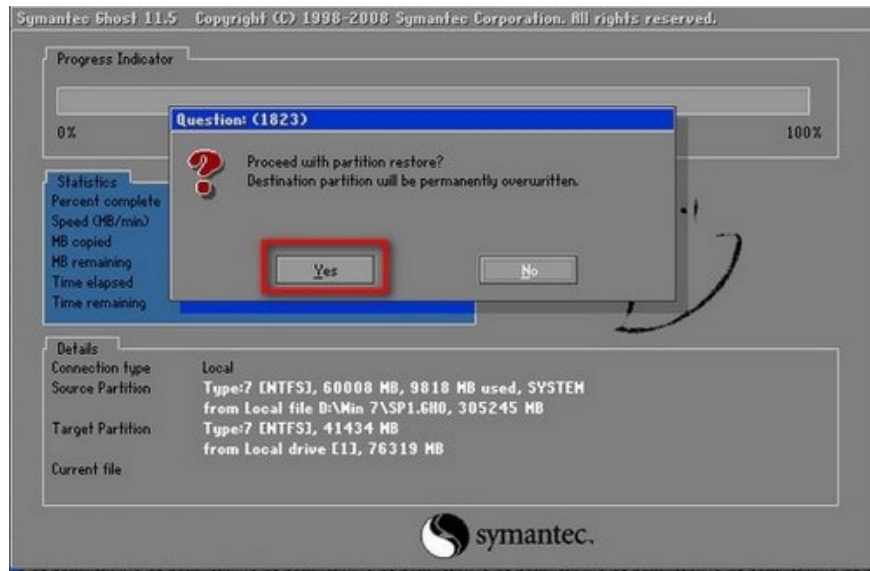 Symantec Ghost 11.5 Copyright (C) 1998-2008 Symantec Corporation. All rights reserved.
Progress Indicator
0%
100%
Question: (1823)
Proceed with partition restore?
Destination partition will be permanently overwritten.
Yes
No
Statistics
Percent complete
Speed (MB/min)
MB copied
MB remaining
Time elapsed
Time remaining
Details
Connection type Local
Source Partition Type:7 [NTFS], 60008 MB, 9818 MB used, SYSTEM
from Local file D:\Win 7\SP1.GHO, 305245 MB
Target Partition Type:7 [NTFS], 41434 MB
from Local drive [1], 76319 MB
Current file
symantec.